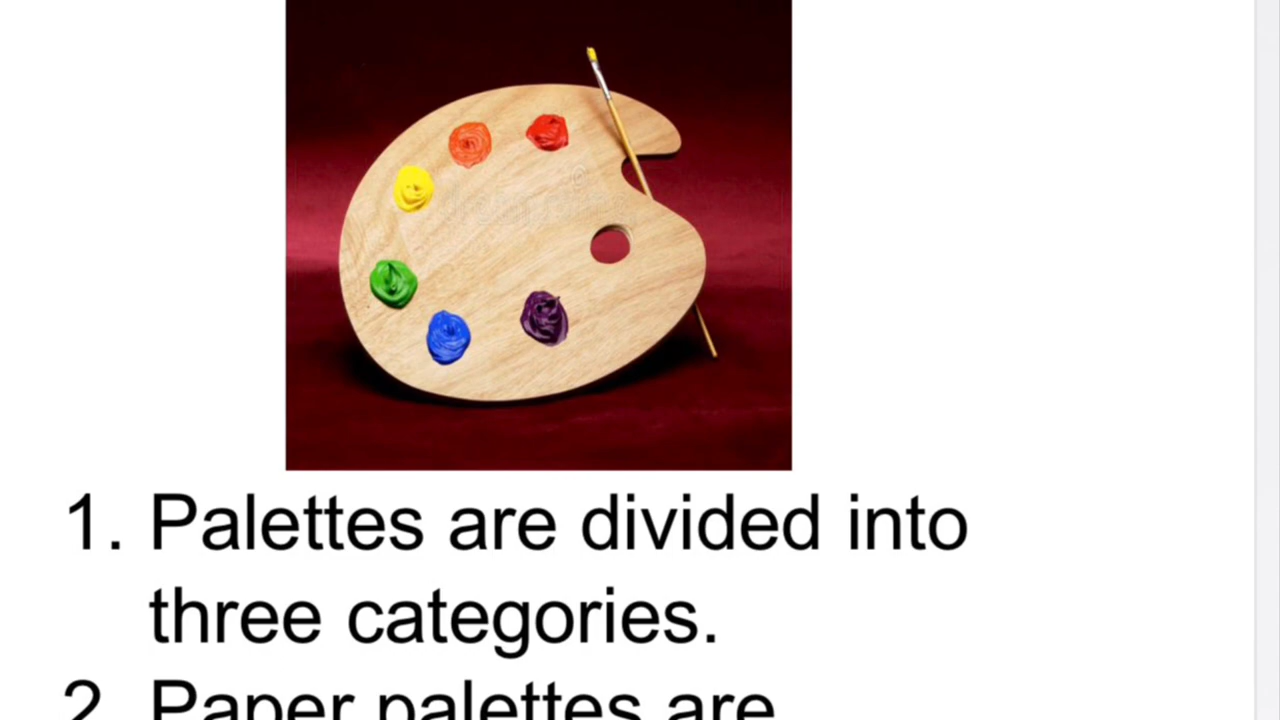 1. Palettes are divided into
three categories.
2. Paper palettes are